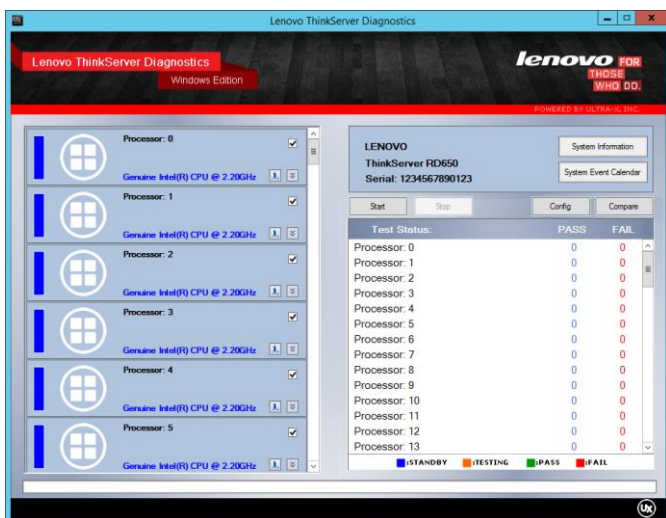 Lenovo ThinkServer Diagnostics
Lenovo ThinkServer Diagnostics
Windows Edition
lenovo FOR THOSE WHO DO.
POWERED BY ULTRA-X, INC.
Processor: 0
Genuine Intel(R) CPU @ 2.20GHz
Processor: 1
Genuine Intel(R) CPU @ 2.20GHz
Processor: 2
Genuine Intel(R) CPU @ 2.20GHz
Processor: 3
Genuine Intel(R) CPU @ 2.20GHz
Processor: 4
Genuine Intel(R) CPU @ 2.20GHz
Processor: 5
Genuine Intel(R) CPU @ 2.20GHz
LENOVO
ThinkServer RD650
Serial: 1234567890123
System Information
System Event Calendar
Start Stop Config Compare
Test Status: PASS FAIL
Processor: 0 0 0
Processor: 1 0 0
Processor: 2 0 0
Processor: 3 0 0
Processor: 4 0 0
Processor: 5 0 0
Processor: 6 0 0
Processor: 7 0 0
Processor: 8 0 0
Processor: 9 0 0
Processor: 10 0 0
Processor: 11 0 0
Processor: 12 0 0
Processor: 13 0 0
:STANDBY :TESTING :PASS :FAIL
UX